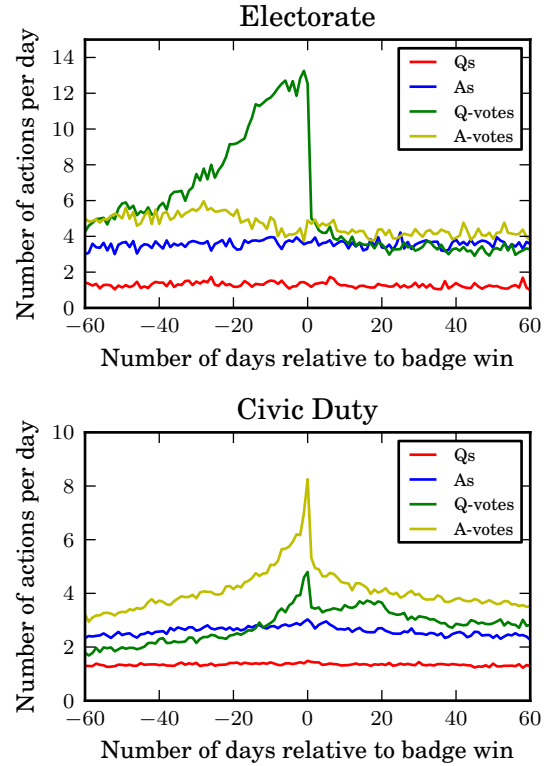 Electorate
Number of actions per day
14
12
10
8
6
4
2
0
Qs
As
Q-votes
A-votes
−60 −40 −20 0 20 40 60
Number of days relative to badge win
Civic Duty
Number of actions per day
10
8
6
4
2
0
Qs
As
Q-votes
A-votes
−60 −40 −20 0 20 40 60
Number of days relative to badge win